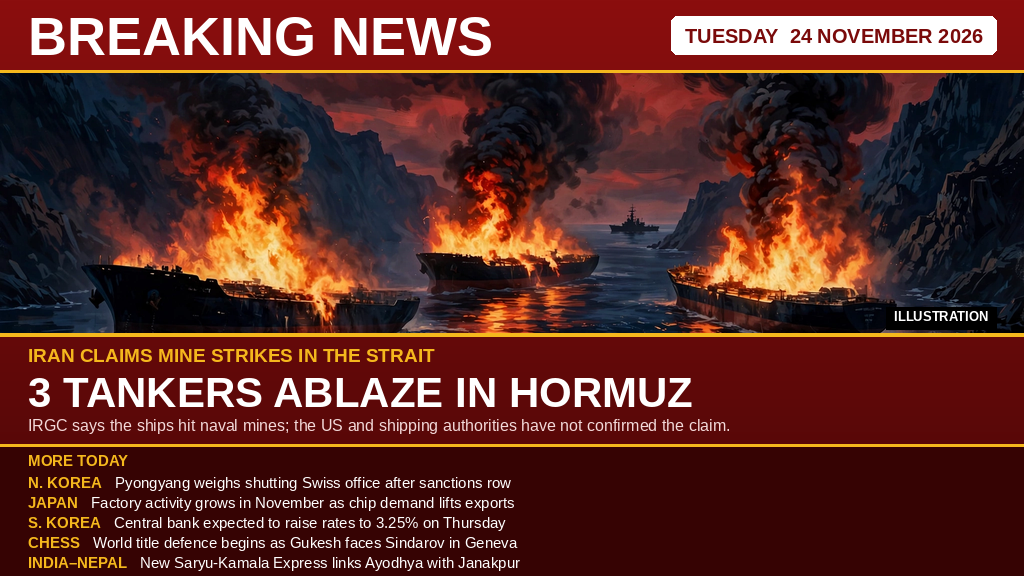 BREAKING NEWS
TUESDAY 24 NOVEMBER 2026
ILLUSTRATION
IRAN CLAIMS MINE STRIKES IN THE STRAIT
3 TANKERS ABLAZE IN HORMUZ
IRGC says the ships hit naval mines; the US and shipping authorities have not confirmed the claim.
MORE TODAY
N. KOREA Pyongyang weighs shutting Swiss office after sanctions row
JAPAN Factory activity grows in November as chip demand lifts exports
S. KOREA Central bank expected to raise rates to 3.25% on Thursday
CHESS World title defence begins as Gukesh faces Sindarov in Geneva
INDIA–NEPAL New Saryu-Kamala Express links Ayodhya with Janakpur